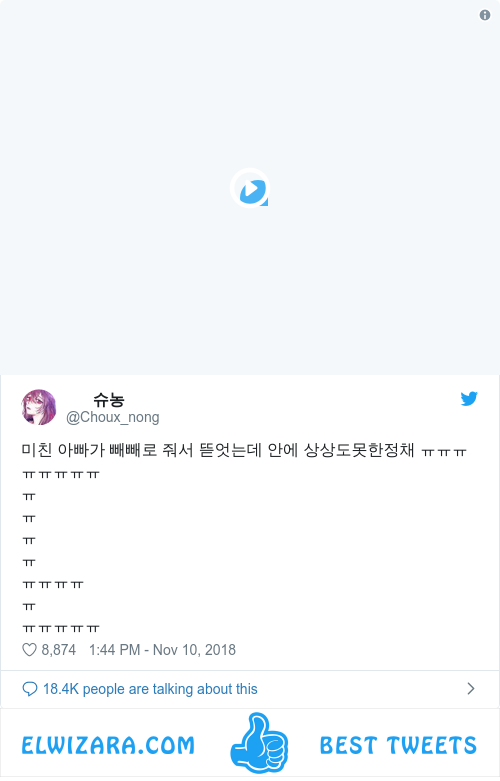 슈농
@Choux_nong
미친 아빠가 빼빼로 줘서 뜯엇는데 안에 상상도못한정채 ㅠㅠㅠ
ㅠㅠㅠㅠㅠ
ㅠ
ㅠ
ㅠ
ㅠ
ㅠㅠㅠㅠ
ㅠ
ㅠㅠㅠㅠㅠ
8,874 1:44 PM - Nov 10, 2018
18.4K people are talking about this
ELWIZARA.COM BEST TWEETS